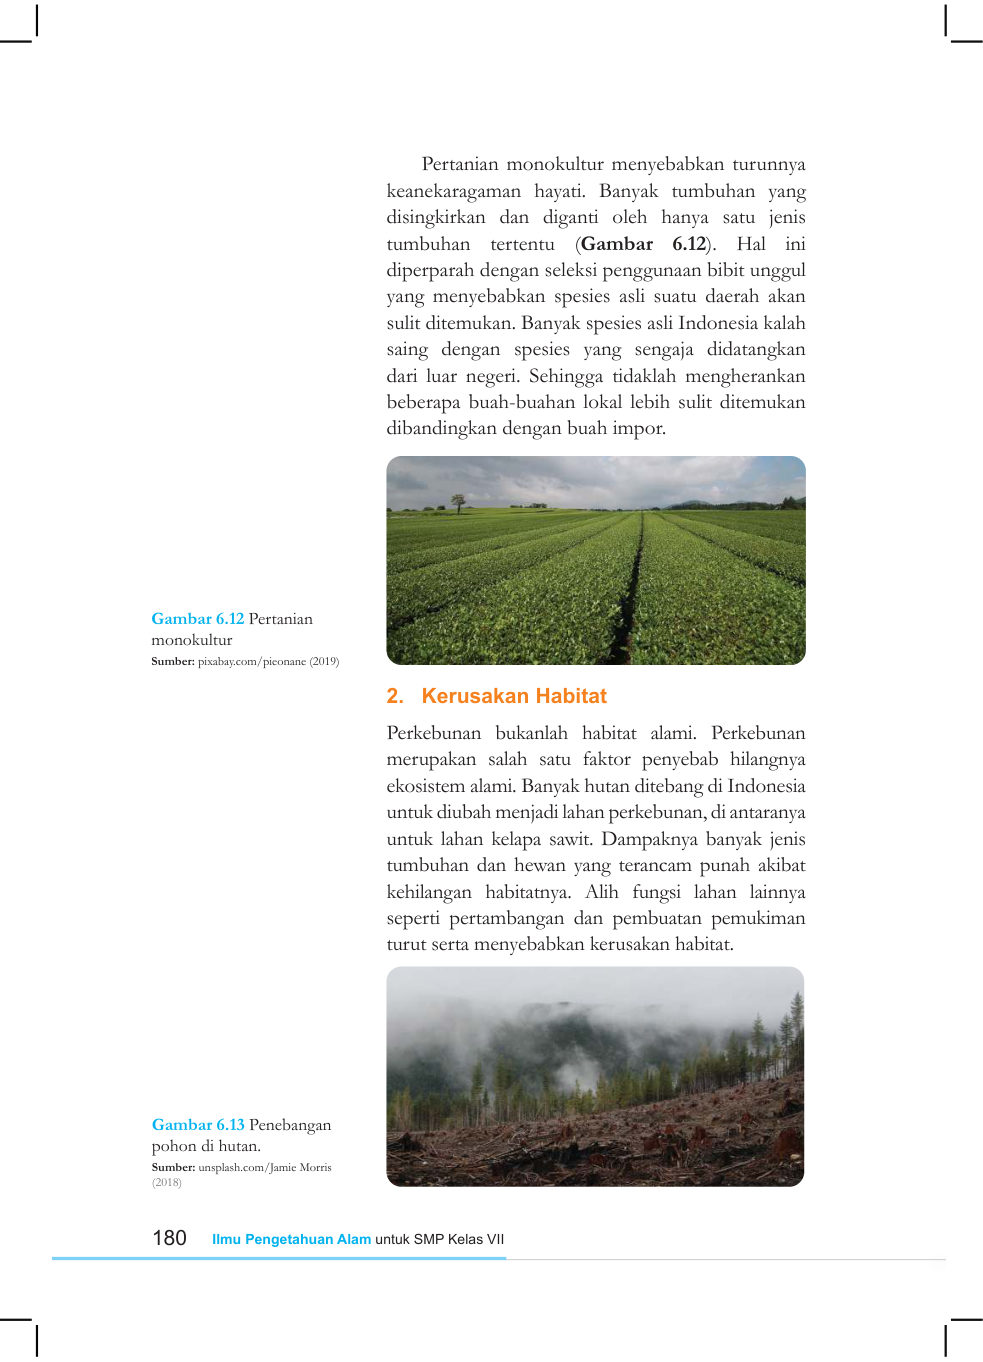 Pertanian monokultur menyebabkan turunnya
keanekaragaman hayati. Banyak tumbuhan yang
disingkirkan dan diganti oleh hanya satu jenis
tumbuhan tertentu (Gambar 6.12). Hal ini
diperparah dengan seleksi penggunaan bibit unggul
yang menyebabkan spesies asli suatu daerah akan
sulit ditemukan. Banyak spesies asli Indonesia kalah
saing dengan spesies yang sengaja didatangkan
dari luar negeri. Sehingga tidaklah mengherankan
beberapa buah-buahan lokal lebih sulit ditemukan
dibandingkan dengan buah impor.
Gambar 6.12 Pertanian
monokultur
Sumber: pixabay.com/pieonane (2019)
2. Kerusakan Habitat
Perkebunan bukanlah habitat alami. Perkebunan
merupakan salah satu faktor penyebab hilangnya
ekosistem alami. Banyak hutan ditebang di Indonesia
untuk diubah menjadi lahan perkebunan, di antaranya
untuk lahan kelapa sawit. Dampaknya banyak jenis
tumbuhan dan hewan yang terancam punah akibat
kehilangan habitatnya. Alih fungsi lahan lainnya
seperti pertambangan dan pembuatan pemukiman
turut serta menyebabkan kerusakan habitat.
Gambar 6.13 Penebangan
pohon di hutan.
Sumber: unsplash.com/Jamie Morris
(2018)
180 Ilmu Pengetahuan Alam untuk SMP Kelas VII